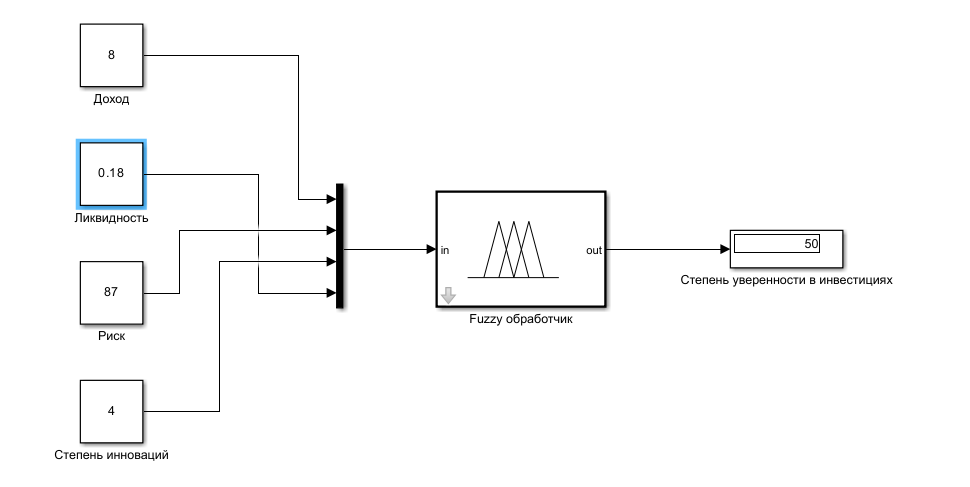 8
Доход
0.18
Ликвидность
87
Риск
4
Степень инноваций
in
out
Fuzzy обработчик
50
Степень уверенности в инвестициях